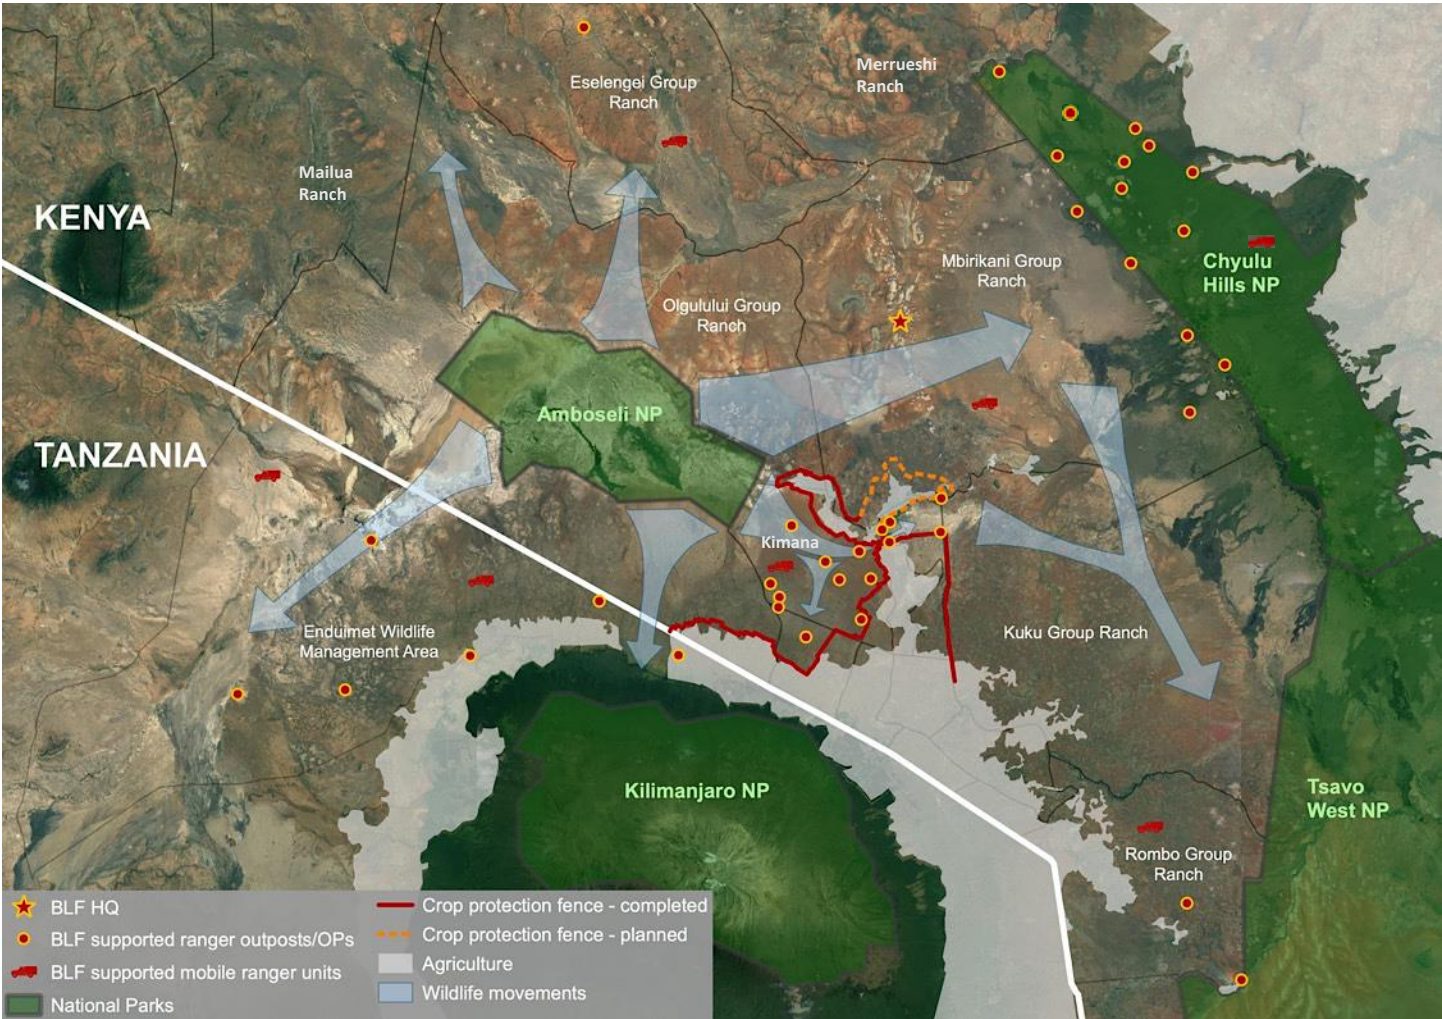 Eselengei Group
Ranch
Merrueshi
Ranch
Mailua
Ranch
KENYA
Mbirikani Group
Ranch
Chyulu
Hills NP
Olgulului Group
Ranch
Amboseli NP
TANZANIA
Kimana
Enduimet Wildlife
Management Area
Kuku Group Ranch
Kilimanjaro NP
Tsavo
West NP
Rombo Group
Ranch
BLF HQ
BLF supported ranger outposts/OPs
BLF supported mobile ranger units
National Parks
Crop protection fence - completed
Crop protection fence - planned
Agriculture
Wildlife movements